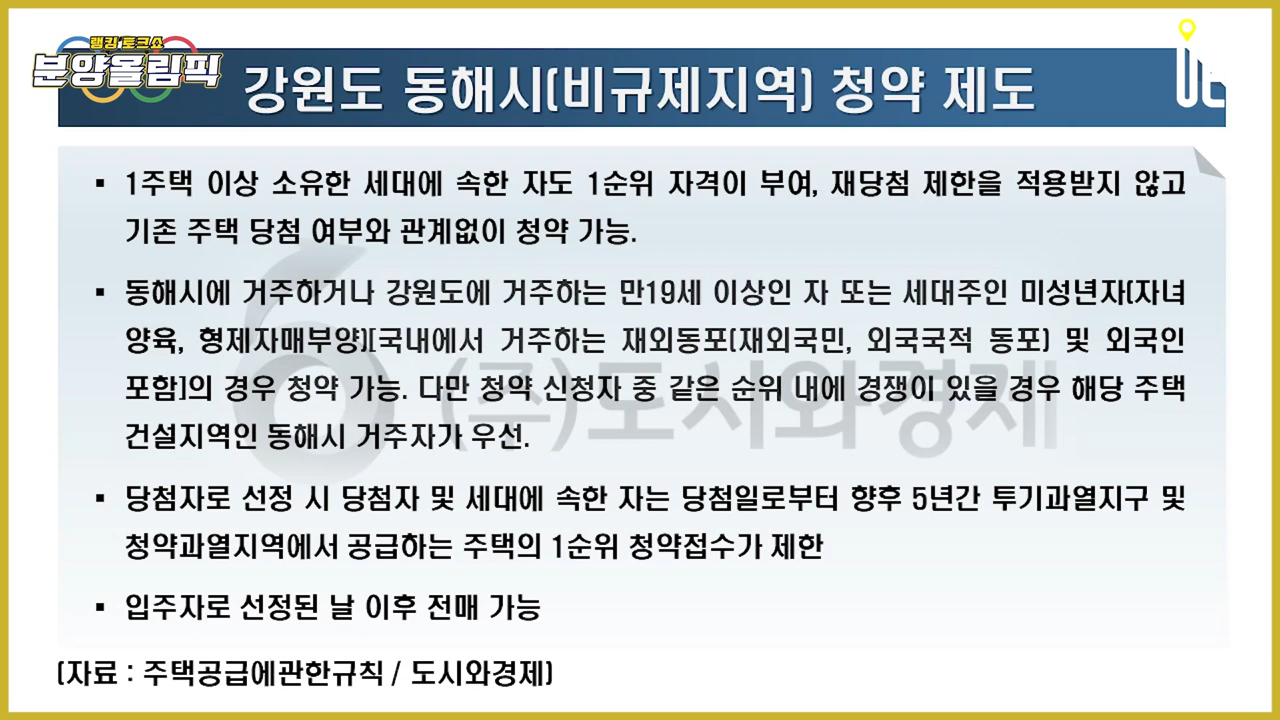 랭킹 토크쇼
분양올림픽
강원도 동해시(비규제지역) 청약 제도
▪ 1주택 이상 소유한 세대에 속한 자도 1순위 자격이 부여, 재당첨 제한을 적용받지 않고
기존 주택 당첨 여부와 관계없이 청약 가능.
▪ 동해시에 거주하거나 강원도에 거주하는 만19세 이상인 자 또는 세대주인 미성년자(자녀
양육, 형제자매부양)[국내에서 거주하는 재외동포(재외국민, 외국국적 동포) 및 외국인
포함]의 경우 청약 가능. 다만 청약 신청자 중 같은 순위 내에 경쟁이 있을 경우 해당 주택
건설지역인 동해시 거주자가 우선.
(주)도시와경제
▪ 당첨자로 선정 시 당첨자 및 세대에 속한 자는 당첨일로부터 향후 5년간 투기과열지구 및
청약과열지역에서 공급하는 주택의 1순위 청약접수가 제한
▪ 입주자로 선정된 날 이후 전매 가능
(자료 : 주택공급에관한규칙 / 도시와경제)